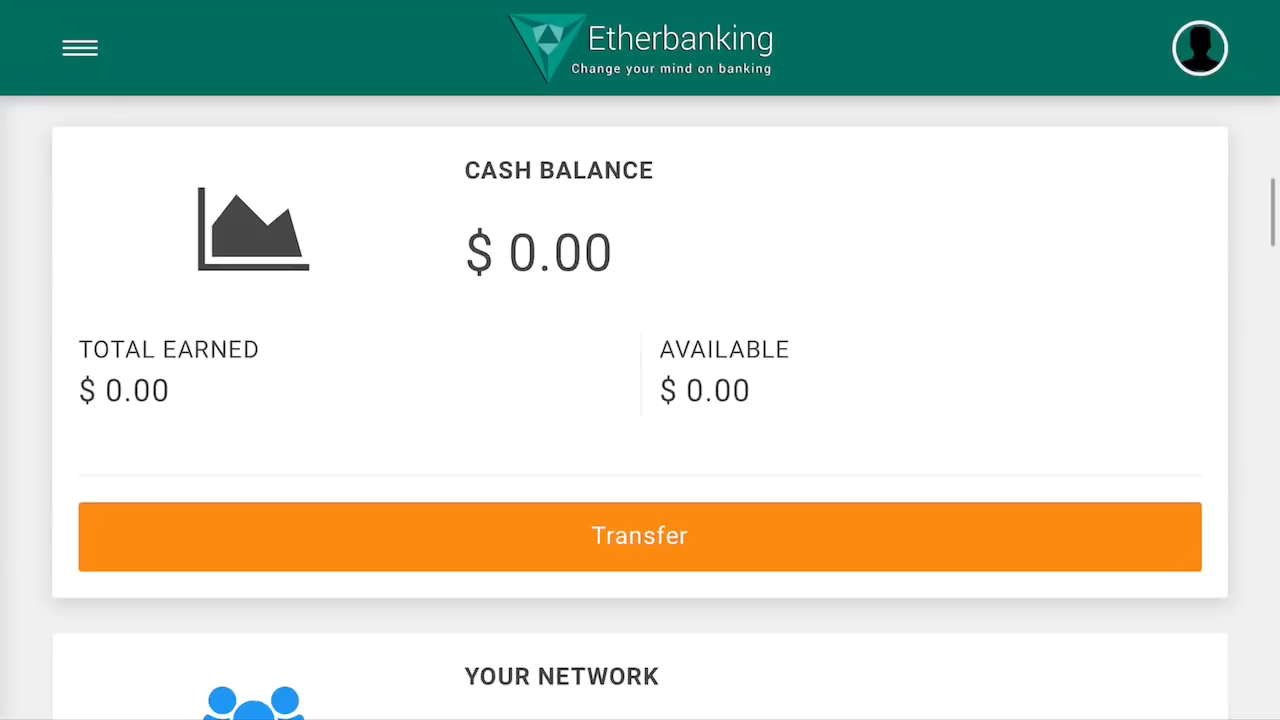 Etherbanking
Change your mind on banking
CASH BALANCE
$ 0.00
TOTAL EARNED
$ 0.00
AVAILABLE
$ 0.00
Transfer
YOUR NETWORK